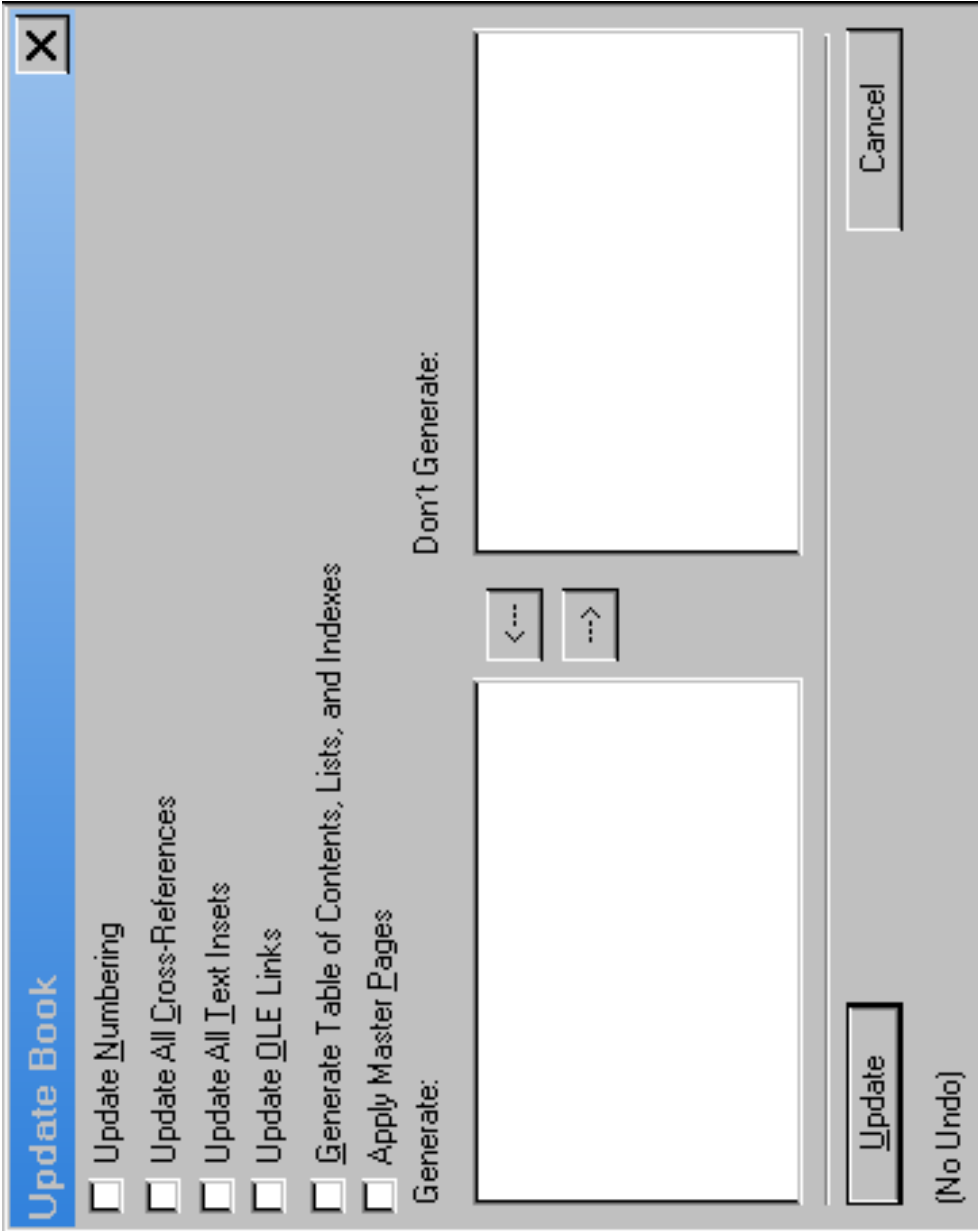 Update Book
Update Numbering
Update All Cross-References
Update All Text Insets
Update OLE Links
Generate Table of Contents, Lists, and Indexes
Apply Master Pages
Generate:
Don't Generate:
<---
--->
Update
Cancel
(No Undo)